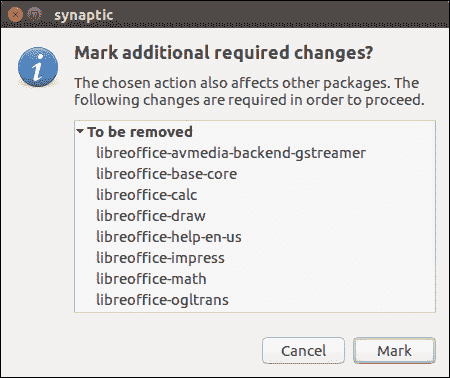 synaptic
Mark additional required changes?
The chosen action also affects other packages. The
following changes are required in order to proceed.
To be removed
libreoffice-avmedia-backend-gstreamer
libreoffice-base-core
libreoffice-calc
libreoffice-draw
libreoffice-help-en-us
libreoffice-impress
libreoffice-math
libreoffice-ogltrans
Cancel Mark